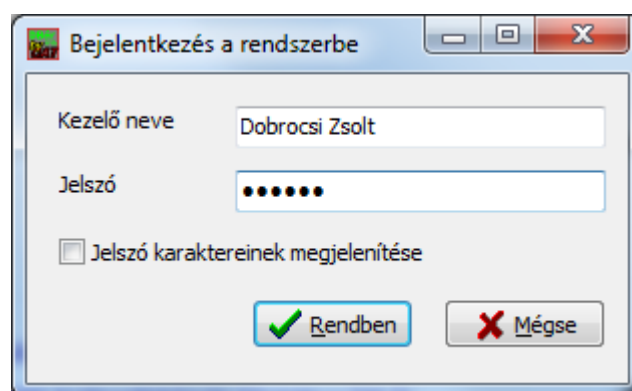 Bejelentkezés a rendszerbe
Kezelő neve
Dobrocsi Zsolt
Jelszó
••••••
Jelszó karaktereinek megjelenítése
Rendben
Mégse